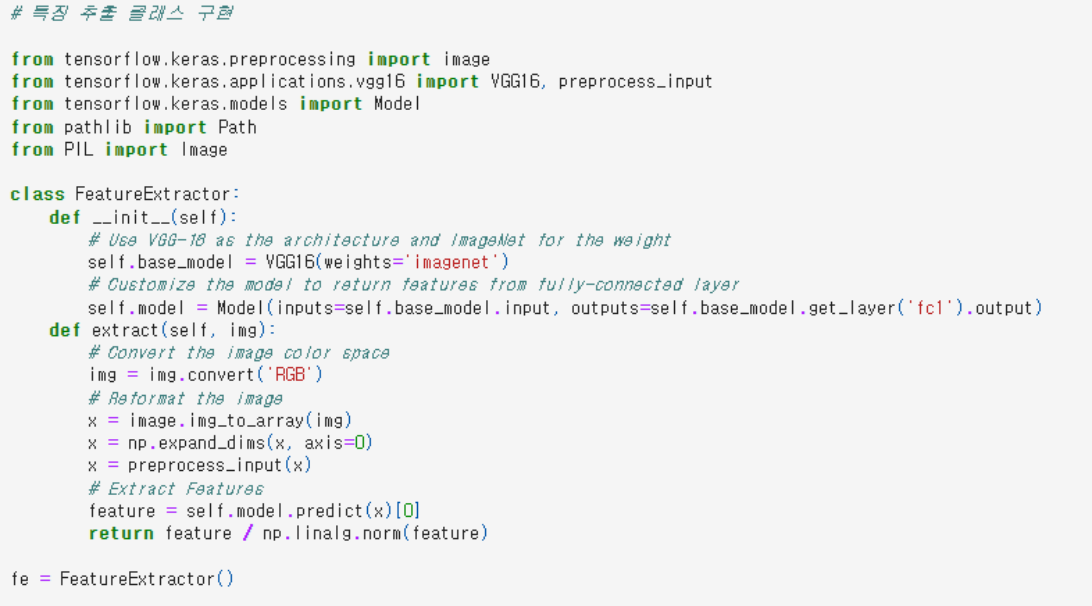 # 특징 추출 클래스 구현
from tensorflow.keras.preprocessing import image
from tensorflow.keras.applications.vgg16 import VGG16, preprocess_input
from tensorflow.keras.models import Model
from pathlib import Path
from PIL import Image
class FeatureExtractor:
    def __init__(self):
        # Use VGG-16 as the architecture and ImageNet for the weight
        self.base_model = VGG16(weights='imagenet')
        # Customize the model to return features from fully-connected layer
        self.model = Model(inputs=self.base_model.input, outputs=self.base_model.get_layer('fc1').output)
    def extract(self, img):
        # Convert the image color space
        img = img.convert('RGB')
        # Reformat the image
        x = image.img_to_array(img)
        x = np.expand_dims(x, axis=0)
        x = preprocess_input(x)
        # Extract Features
        feature = self.model.predict(x)[0]
        return feature / np.linalg.norm(feature)
fe = FeatureExtractor()